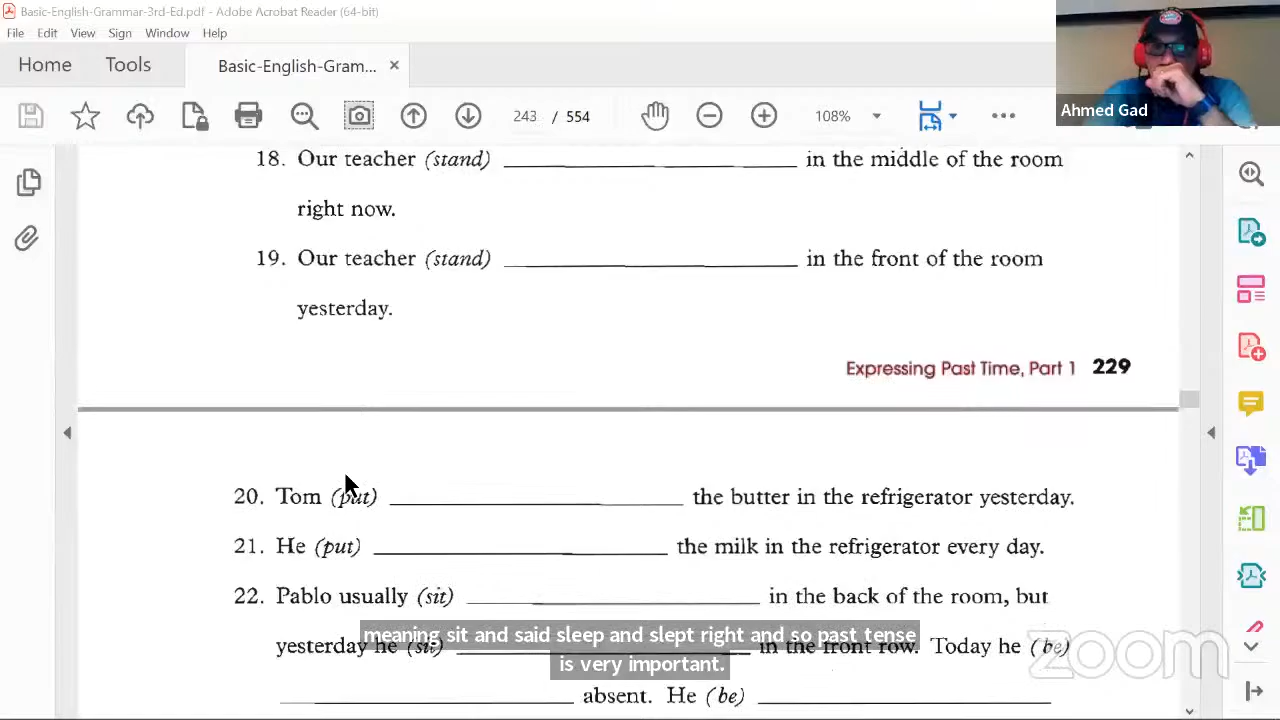 Basic-English-Grammar-3rd-Ed.pdf - Adobe Acrobat Reader (64-bit)
File Edit View Sign Window Help
Home Tools Basic-English-Gram... ×
243 / 554 108%
Ahmed Gad
18. Our teacher (stand) in the middle of the room
right now.
19. Our teacher (stand) in the front of the room
yesterday.
Expressing Past Time, Part 1 229
20. Tom (put) the butter in the refrigerator yesterday.
21. He (put) the milk in the refrigerator every day.
22. Pablo usually (sit) in the back of the room, but
yesterday he (sit) in the front row. Today he (be)
absent. He (be)
meaning sit and said sleep and slept right and so past tense
is very important.
zoom